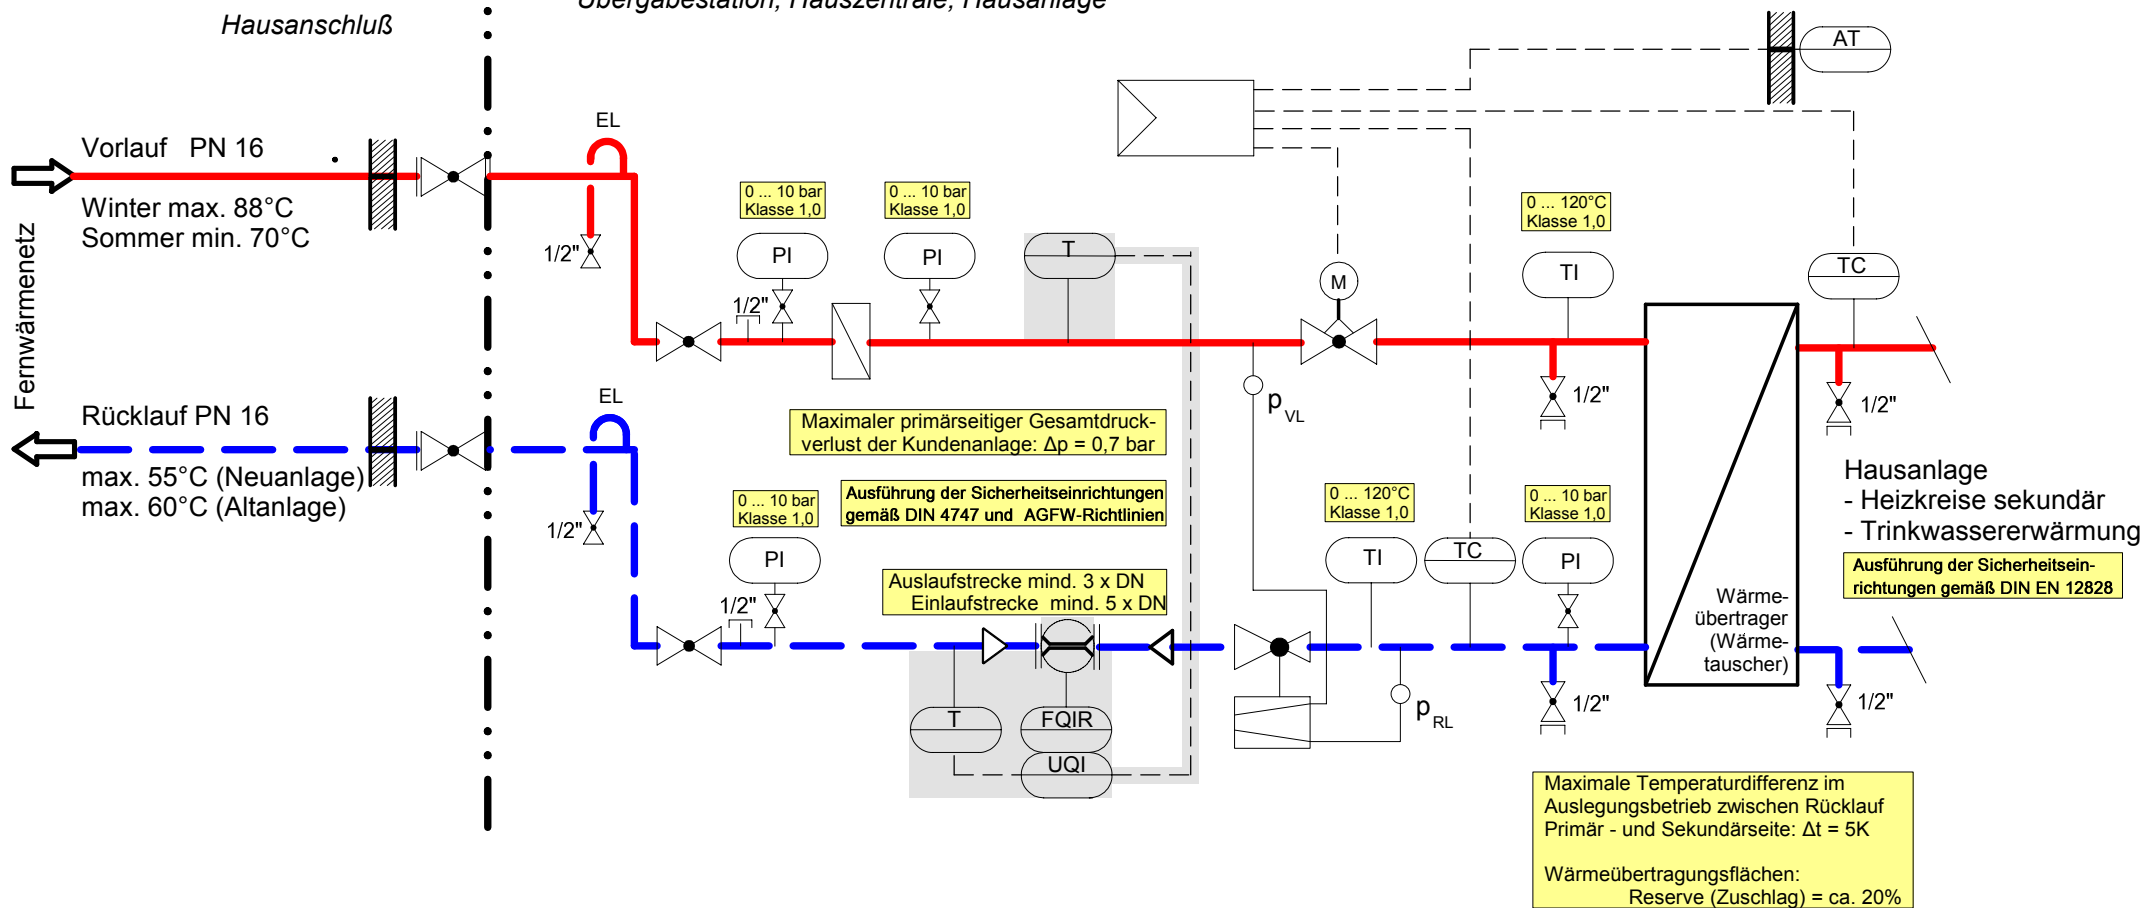 Übergabestation, Hauszentrale, Hausanlage
Hausanschluß
AT
EL
Vorlauf PN 16
Winter max. 88°C
Sommer min. 70°C
Fernwärmenetz
1/2"
0 ... 10 bar
Klasse 1,0
PI
1/2"
0 ... 10 bar
Klasse 1,0
PI
T
M
0 ... 120°C
Klasse 1,0
TI
TC
1/2"
1/2"
p VL
Rücklauf PN 16
max. 55°C (Neuanlage)
max. 60°C (Altanlage)
EL
1/2"
Maximaler primärseitiger Gesamtdruck-
verlust der Kundenanlage: Δp = 0,7 bar
Ausführung der Sicherheitseinrichtungen
gemäß DIN 4747 und AGFW-Richtlinien
0 ... 10 bar
Klasse 1,0
PI
1/2"
Auslaufstrecke mind. 3 x DN
Einlaufstrecke mind. 5 x DN
0 ... 120°C
Klasse 1,0
TI
TC
0 ... 10 bar
Klasse 1,0
PI
Hausanlage
- Heizkreise sekundär
- Trinkwassererwärmung
Ausführung der Sicherheitsein-
richtungen gemäß DIN EN 12828
Wärme-
übertrager
(Wärme-
tauscher)
T
FQIR
UQI
p RL
1/2"
1/2"
Maximale Temperaturdifferenz im
Auslegungsbetrieb zwischen Rücklauf
Primär - und Sekundärseite: Δt = 5K
Wärmeübertragungsflächen:
Reserve (Zuschlag) = ca. 20%